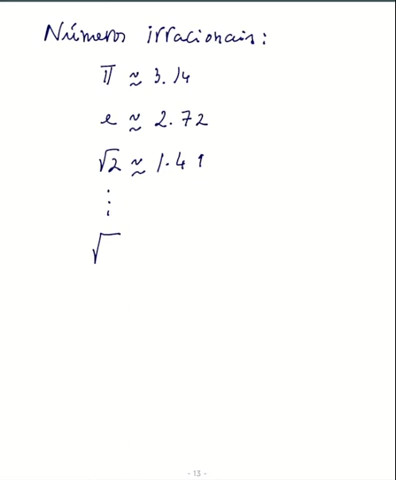 Números irracionais:
π ≈ 3.14
e ≈ 2.72
√2 ≈ 1.41
⋮
√
- 13 -